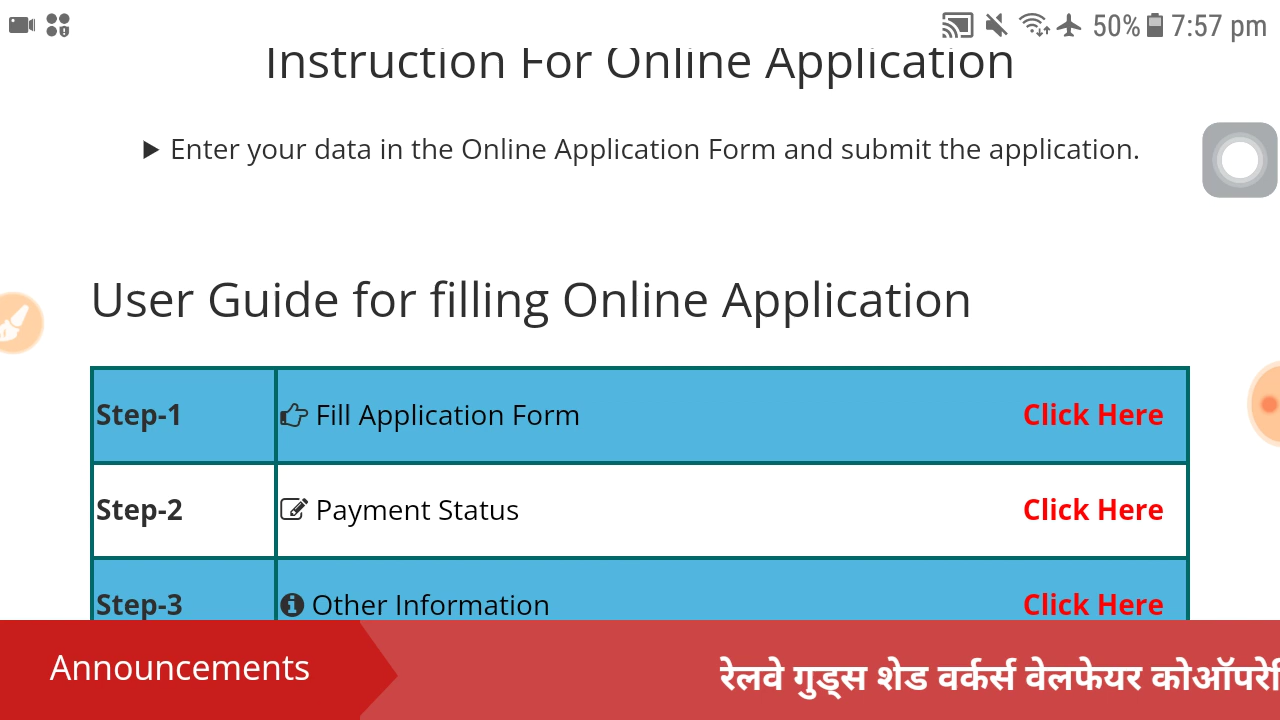 50% 7:57 pm
Instruction For Online Application
Enter your data in the Online Application Form and submit the application.
User Guide for filling Online Application
Step-1 Fill Application Form Click Here
Step-2 Payment Status Click Here
Step-3 Other Information Click Here
Announcements रेलवे गुड्स शेड वर्कर्स वेलफेयर